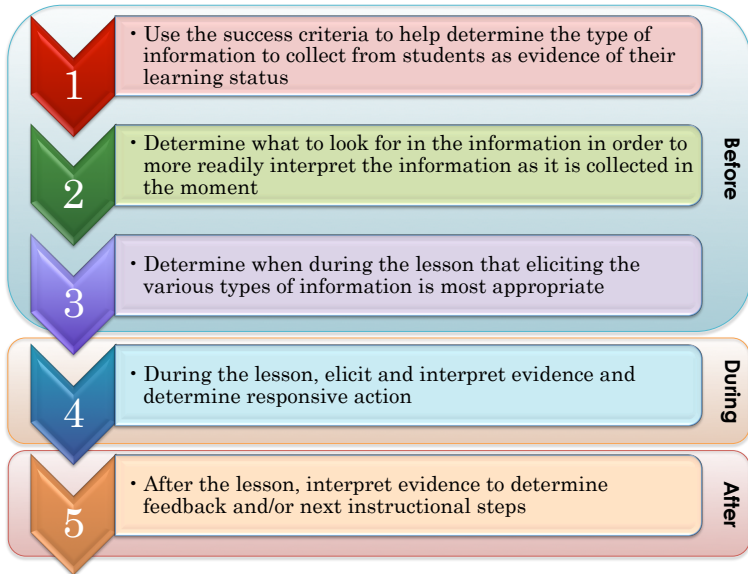 1
• Use the success criteria to help determine the type of
information to collect from students as evidence of their
learning status
2
• Determine what to look for in the information in order to
more readily interpret the information as it is collected in
the moment
3
• Determine when during the lesson that eliciting the
various types of information is most appropriate
Before
4
• During the lesson, elicit and interpret evidence and
determine responsive action
During
5
• After the lesson, interpret evidence to determine
feedback and/or next instructional steps
After